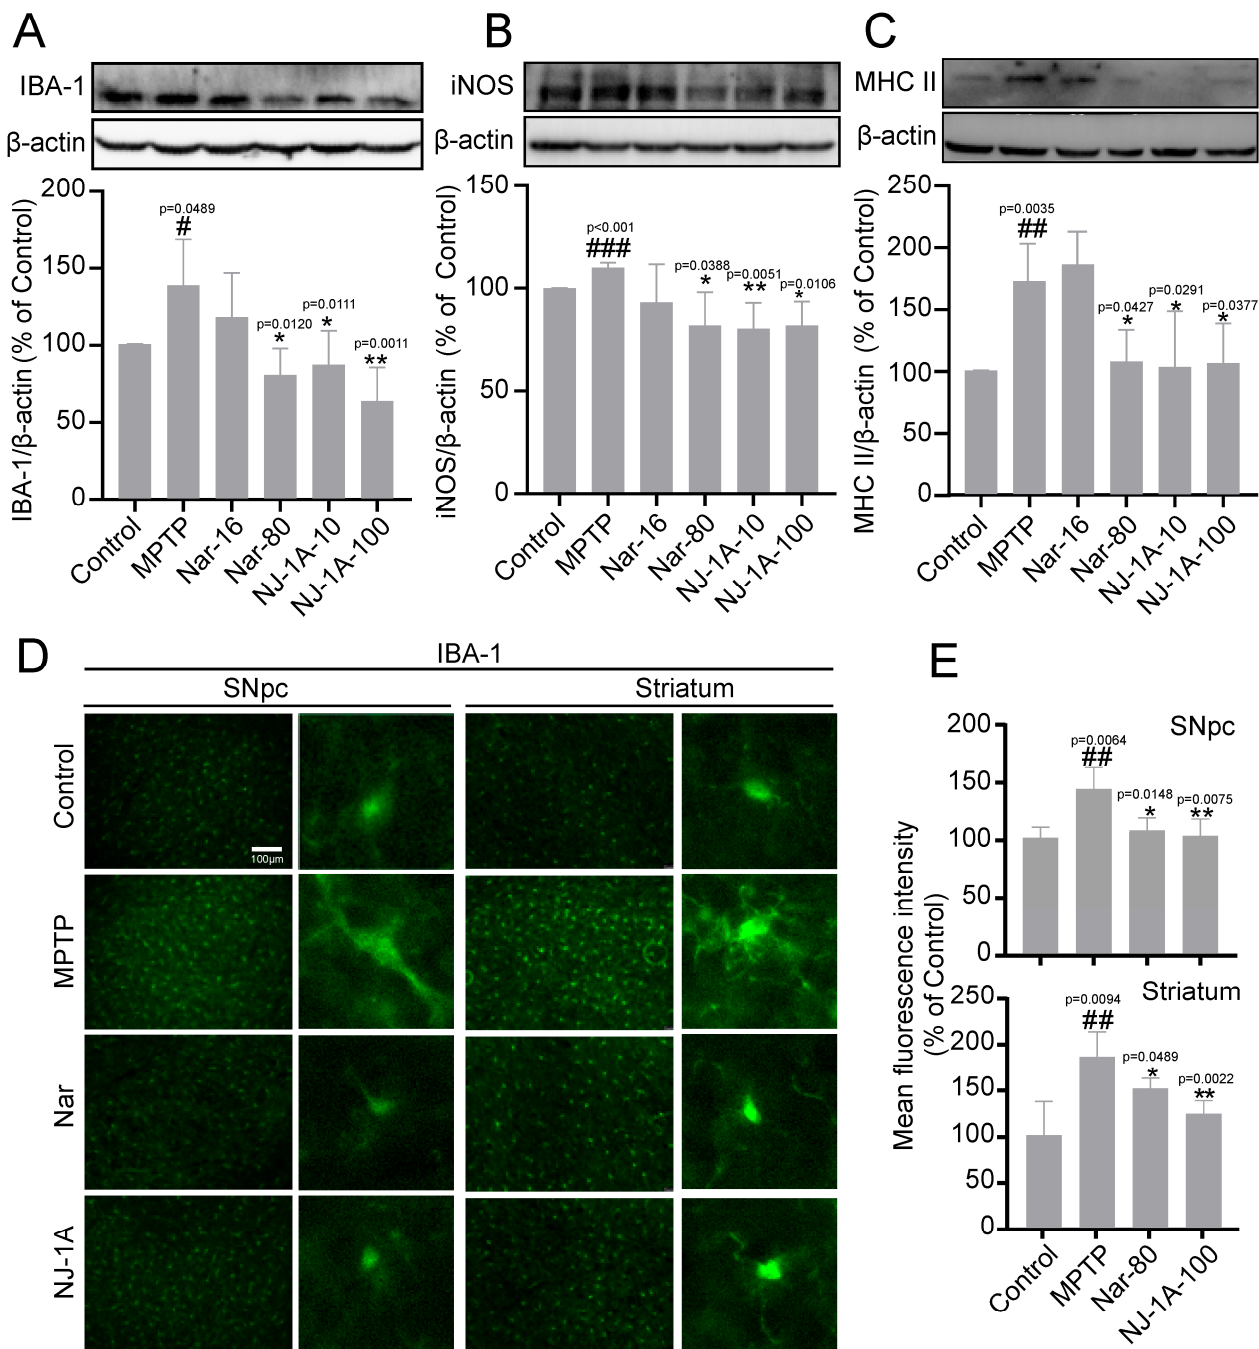 A
IBA-1
β-actin
IBA-1/β-actin (% of Control)
200
150
100
50
0
p=0.0489
#
p=0.0120
*
p=0.0111
*
p=0.0011
**
Control
MPTP
Nar-16
Nar-80
NJ-1A-10
NJ-1A-100
B
iNOS
β-actin
iNOS/β-actin (% of Control)
150
100
50
0
p<0.001
###
p=0.0388
*
p=0.0051
**
p=0.0106
*
Control
MPTP
Nar-16
Nar-80
NJ-1A-10
NJ-1A-100
C
MHC II
β-actin
MHC II/β-actin (% of Control)
250
200
150
100
50
0
p=0.0035
##
p=0.0427
*
p=0.0291
*
p=0.0377
*
Control
MPTP
Nar-16
Nar-80
NJ-1A-10
NJ-1A-100
D
IBA-1
SNpc
Striatum
Control
100μm
MPTP
Nar
NJ-1A
E
Mean fluorescence intensity
(% of Control)
SNpc
200
150
100
50
0
p=0.0064
##
p=0.0148
*
p=0.0075
**
Striatum
250
200
150
100
50
0
p=0.0094
##
p=0.0489
*
p=0.0022
**
Control
MPTP
Nar-80
NJ-1A-100